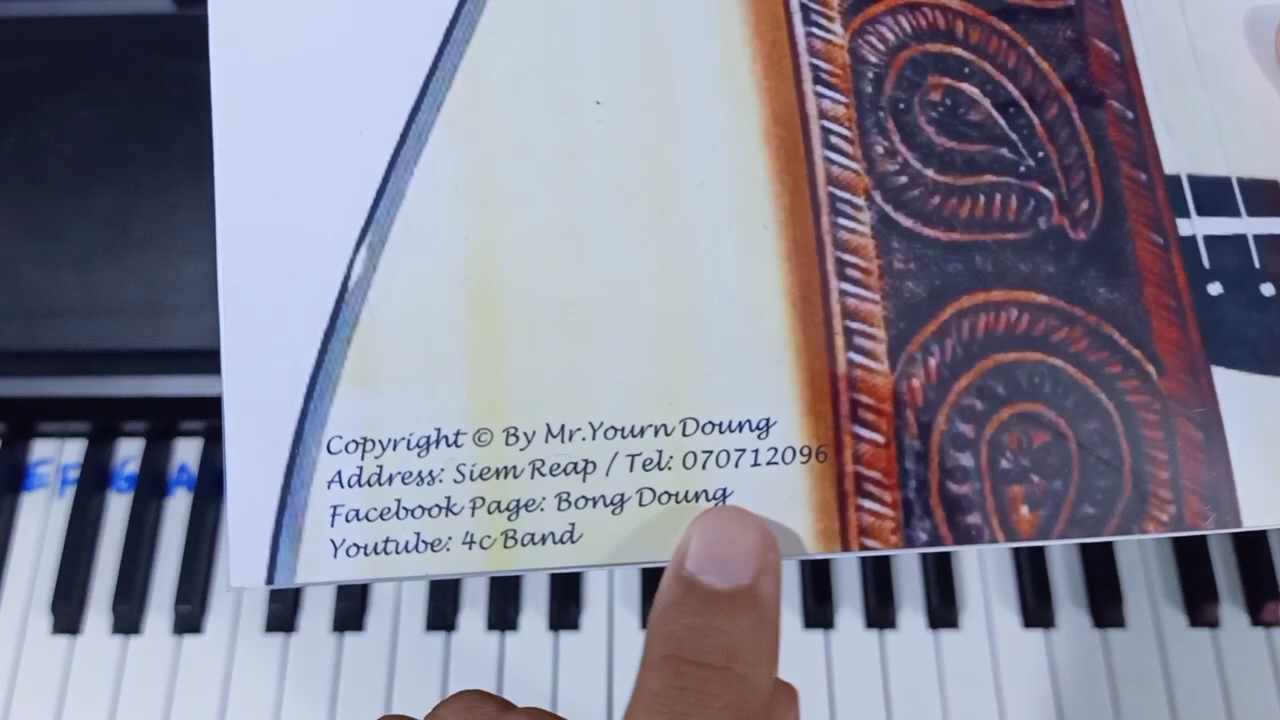 Copyright © By Mr.Yourn Doung
Address: Siem Reap / Tel: 070712096
Facebook Page: Bong Doung
Youtube: 4c Band
E F G A